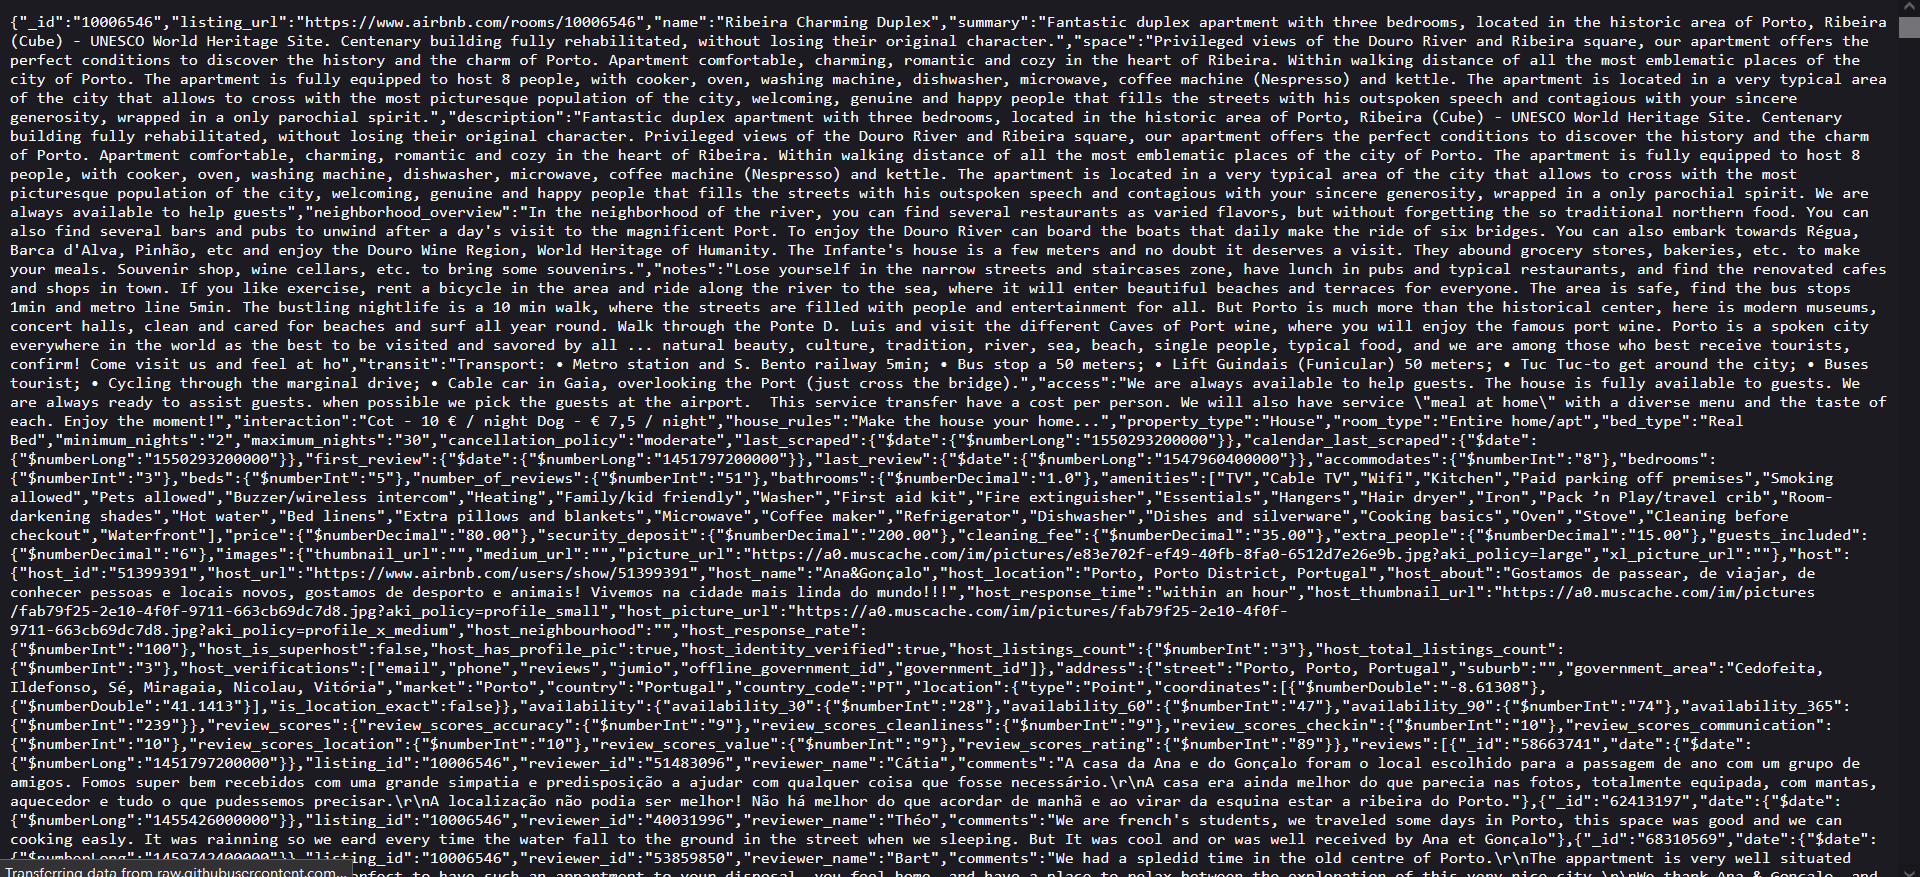 {"_id":"10006546","listing_url":"https://www.airbnb.com/rooms/10006546","name":"Ribeira Charming Duplex","summary":"Fantastic duplex apartment with three bedrooms, located in the historic area of Porto, Ribeira
(Cube) - UNESCO World Heritage Site. Centenary building fully rehabilitated, without losing their original character.","space":"Privileged views of the Douro River and Ribeira square, our apartment offers the
perfect conditions to discover the history and the charm of Porto. Apartment comfortable, charming, romantic and cozy in the heart of Ribeira. Within walking distance of all the most emblematic places of the
city of Porto. The apartment is fully equipped to host 8 people, with cooker, oven, washing machine, dishwasher, microwave, coffee machine (Nespresso) and kettle. The apartment is located in a very typical area
of the city that allows to cross with the most picturesque population of the city, welcoming, genuine and happy people that fills the streets with his outspoken speech and contagious with your sincere
generosity, wrapped in a only parochial spirit.","description":"Fantastic duplex apartment with three bedrooms, located in the historic area of Porto, Ribeira (Cube) - UNESCO World Heritage Site. Centenary
building fully rehabilitated, without losing their original character. Privileged views of the Douro River and Ribeira square, our apartment offers the perfect conditions to discover the history and the charm
of Porto. Apartment comfortable, charming, romantic and cozy in the heart of Ribeira. Within walking distance of all the most emblematic places of the city of Porto. The apartment is fully equipped to host 8
people, with cooker, oven, washing machine, dishwasher, microwave, coffee machine (Nespresso) and kettle. The apartment is located in a very typical area of the city that allows to cross with the most
picturesque population of the city, welcoming, genuine and happy people that fills the streets with his outspoken speech and contagious with your sincere generosity, wrapped in a only parochial spirit. We are
always available to help guests","neighborhood_overview":"In the neighborhood of the river, you can find several restaurants as varied flavors, but without forgetting the so traditional northern food. You can
also find several bars and pubs to unwind after a day's visit to the magnificent Port. To enjoy the Douro River can board the boats that daily make the ride of six bridges. You can also embark towards Régua,
Barca d'Alva, Pinhão, etc and enjoy the Douro Wine Region, World Heritage of Humanity. The Infante's house is a few meters and no doubt it deserves a visit. They abound grocery stores, bakeries, etc. to make
your meals. Souvenir shop, wine cellars, etc. to bring some souvenirs.","notes":"Lose yourself in the narrow streets and staircases zone, have lunch in pubs and typical restaurants, and find the renovated cafes
and shops in town. If you like exercise, rent a bicycle in the area and ride along the river to the sea, where it will enter beautiful beaches and terraces for everyone. The area is safe, find the bus stops
1min and metro line 5min. The bustling nightlife is a 10 min walk, where the streets are filled with people and entertainment for all. But Porto is much more than the historical center, here is modern museums,
concert halls, clean and cared for beaches and surf all year round. Walk through the Ponte D. Luis and visit the different Caves of Port wine, where you will enjoy the famous port wine. Porto is a spoken city
everywhere in the world as the best to be visited and savored by all ... natural beauty, culture, tradition, river, sea, beach, single people, typical food, and we are among those who best receive tourists,
confirm! Come visit us and feel at ho","transit":"Transport: • Metro station and S. Bento railway 5min; • Bus stop a 50 meters; • Lift Guindais (Funicular) 50 meters; • Tuc Tuc-to get around the city; • Buses
tourist; • Cycling through the marginal drive; • Cable car in Gaia, overlooking the Port (just cross the bridge).","access":"We are always available to help guests. The house is fully available to guests. We
are always ready to assist guests. when possible we pick the guests at the airport.  This service transfer have a cost per person. We will also have service \"meal at home\" with a diverse menu and the taste of
each. Enjoy the moment!","interaction":"Cot - 10 € / night Dog - € 7,5 / night","house_rules":"Make the house your home...","property_type":"House","room_type":"Entire home/apt","bed_type":"Real
Bed","minimum_nights":"2","maximum_nights":"30","cancellation_policy":"moderate","last_scraped":{"$date":{"$numberLong":"1550293200000"}},"calendar_last_scraped":{"$date":
{"$numberLong":"1550293200000"}},"first_review":{"$date":{"$numberLong":"1451797200000"}},"last_review":{"$date":{"$numberLong":"1547960400000"}},"accommodates":{"$numberInt":"8"},"bedrooms":
{"$numberInt":"3"},"beds":{"$numberInt":"5"},"number_of_reviews":{"$numberInt":"51"},"bathrooms":{"$numberDecimal":"1.0"},"amenities":["TV","Cable TV","Wifi","Kitchen","Paid parking off premises","Smoking
allowed","Pets allowed","Buzzer/wireless intercom","Heating","Family/kid friendly","Washer","First aid kit","Fire extinguisher","Essentials","Hangers","Hair dryer","Iron","Pack ’n Play/travel crib","Room-
darkening shades","Hot water","Bed linens","Extra pillows and blankets","Microwave","Coffee maker","Refrigerator","Dishwasher","Dishes and silverware","Cooking basics","Oven","Stove","Cleaning before
checkout","Waterfront"],"price":{"$numberDecimal":"80.00"},"security_deposit":{"$numberDecimal":"200.00"},"cleaning_fee":{"$numberDecimal":"35.00"},"extra_people":{"$numberDecimal":"15.00"},"guests_included":
{"$numberDecimal":"6"},"images":{"thumbnail_url":"","medium_url":"","picture_url":"https://a0.muscache.com/im/pictures/e83e702f-ef49-40fb-8fa0-6512d7e26e9b.jpg?aki_policy=large","xl_picture_url":""},"host":
{"host_id":"51399391","host_url":"https://www.airbnb.com/users/show/51399391","host_name":"Ana&Gonçalo","host_location":"Porto, Porto District, Portugal","host_about":"Gostamos de passear, de viajar, de
conhecer pessoas e locais novos, gostamos de desporto e animais! Vivemos na cidade mais linda do mundo!!!","host_response_time":"within an hour","host_thumbnail_url":"https://a0.muscache.com/im/pictures
/fab79f25-2e10-4f0f-9711-663cb69dc7d8.jpg?aki_policy=profile_small","host_picture_url":"https://a0.muscache.com/im/pictures/fab79f25-2e10-4f0f-
9711-663cb69dc7d8.jpg?aki_policy=profile_x_medium","host_neighbourhood":"","host_response_rate":
{"$numberInt":"100"},"host_is_superhost":false,"host_has_profile_pic":true,"host_identity_verified":true,"host_listings_count":{"$numberInt":"3"},"host_total_listings_count":
{"$numberInt":"3"},"host_verifications":["email","phone","reviews","jumio","offline_government_id","government_id"]},"address":{"street":"Porto, Porto, Portugal","suburb":"","government_area":"Cedofeita,
Ildefonso, Sé, Miragaia, Nicolau, Vitória","market":"Porto","country":"Portugal","country_code":"PT","location":{"type":"Point","coordinates":[{"$numberDouble":"-8.61308"},
{"$numberDouble":"41.1413"}],"is_location_exact":false}},"availability":{"availability_30":{"$numberInt":"28"},"availability_60":{"$numberInt":"47"},"availability_90":{"$numberInt":"74"},"availability_365":
{"$numberInt":"239"}},"review_scores":{"review_scores_accuracy":{"$numberInt":"9"},"review_scores_cleanliness":{"$numberInt":"9"},"review_scores_checkin":{"$numberInt":"10"},"review_scores_communication":
{"$numberInt":"10"},"review_scores_location":{"$numberInt":"10"},"review_scores_value":{"$numberInt":"9"},"review_scores_rating":{"$numberInt":"89"}},"reviews":[{"_id":"58663741","date":{"$date":
{"$numberLong":"1451797200000"}},"listing_id":"10006546","reviewer_id":"51483096","reviewer_name":"Cátia","comments":"A casa da Ana e do Gonçalo foram o local escolhido para a passagem de ano com um grupo de
amigos. Fomos super bem recebidos com uma grande simpatia e predisposição a ajudar com qualquer coisa que fosse necessário.\r\nA casa era ainda melhor do que parecia nas fotos, totalmente equipada, com mantas,
aquecedor e tudo o que pudessemos precisar.\r\nA localização não podia ser melhor! Não há melhor do que acordar de manhã e ao virar da esquina estar a ribeira do Porto."},{"_id":"62413197","date":{"$date":
{"$numberLong":"1455426000000"}},"listing_id":"10006546","reviewer_id":"40031996","reviewer_name":"Théo","comments":"We are french's students, we traveled some days in Porto, this space was good and we can
cooking easly. It was rainning so we eard every time the water fall to the ground in the street when we sleeping. But It was cool and or was well received by Ana et Gonçalo"},{"_id":"68310569","date":{"$date":
{"$numberLong":"1459742400000"}},"listing_id":"10006546","reviewer_id":"53859850","reviewer_name":"Bart","comments":"We had a spledid time in the old centre of Porto.\r\nThe appartment is very well situated
Transferring data from raw.githubusercontent.com...